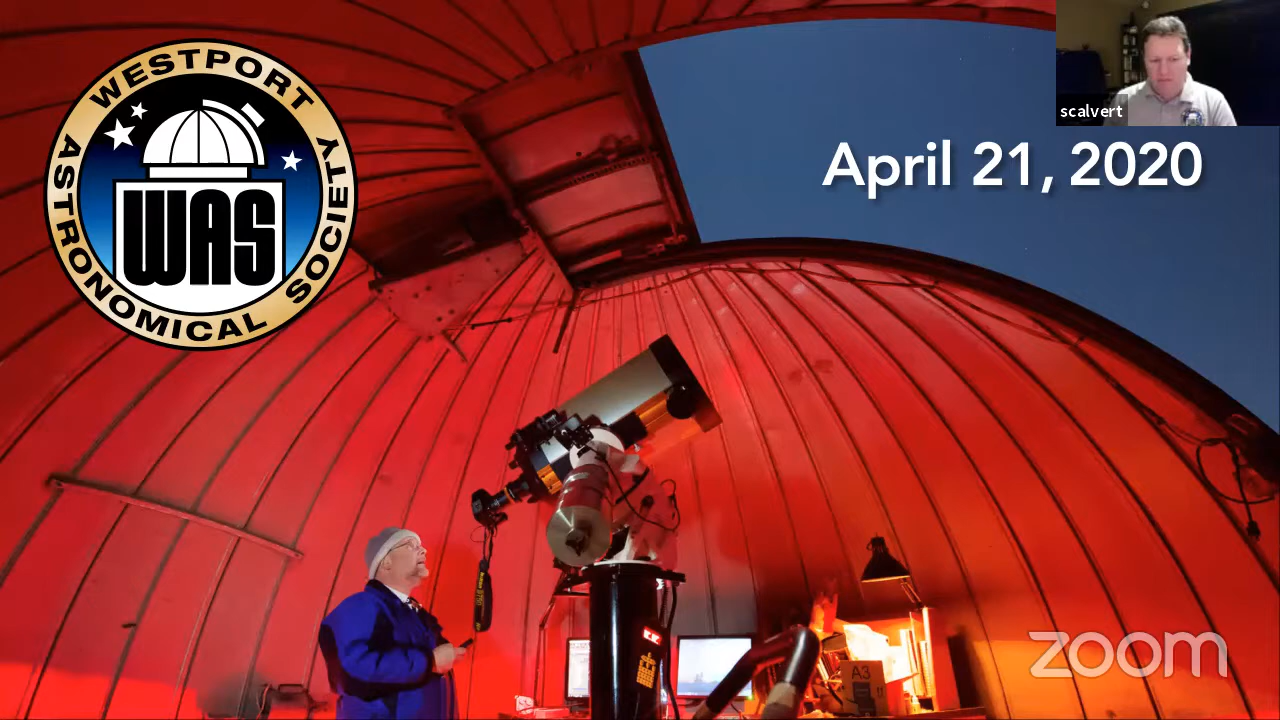 WESTPORT
ASTRONOMICAL
SOCIETY
WAS
scalvert
April 21, 2020
A3
zoom